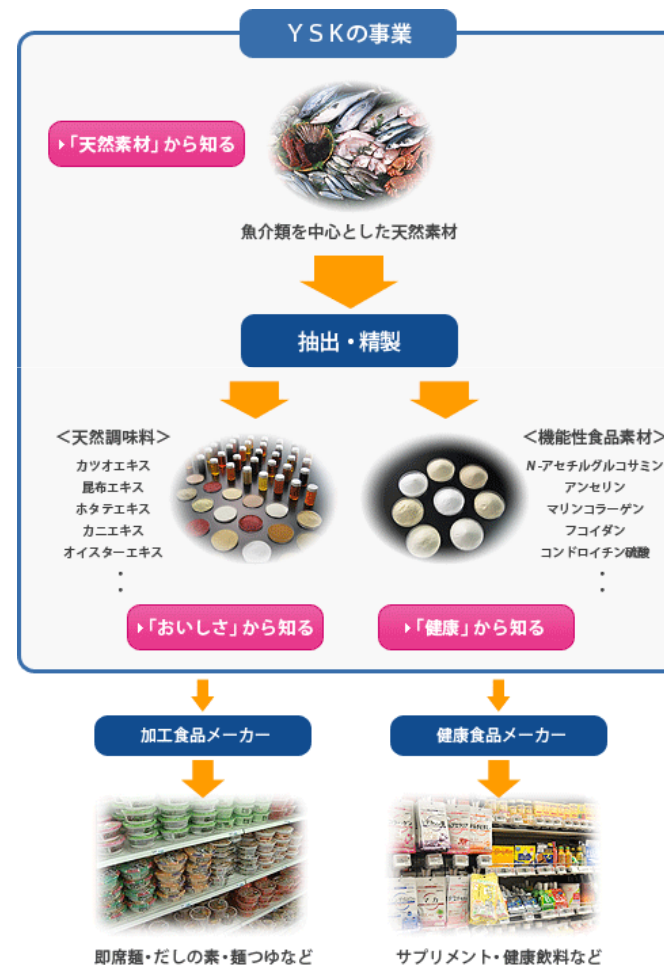 YSKの事業
「天然素材」から知る
魚介類を中心とした天然素材
抽出・精製
＜天然調味料＞
カツオエキス
昆布エキス
ホタテエキス
カニエキス
オイスターエキス
・
・
＜機能性食品素材＞
N-アセチルグルコサミン
アンセリン
マリンコラーゲン
フコイダン
コンドロイチン硫酸
・
・
「おいしさ」から知る
「健康」から知る
加工食品メーカー
健康食品メーカー
即席麺・だしの素・麺つゆなど
サプリメント・健康飲料など